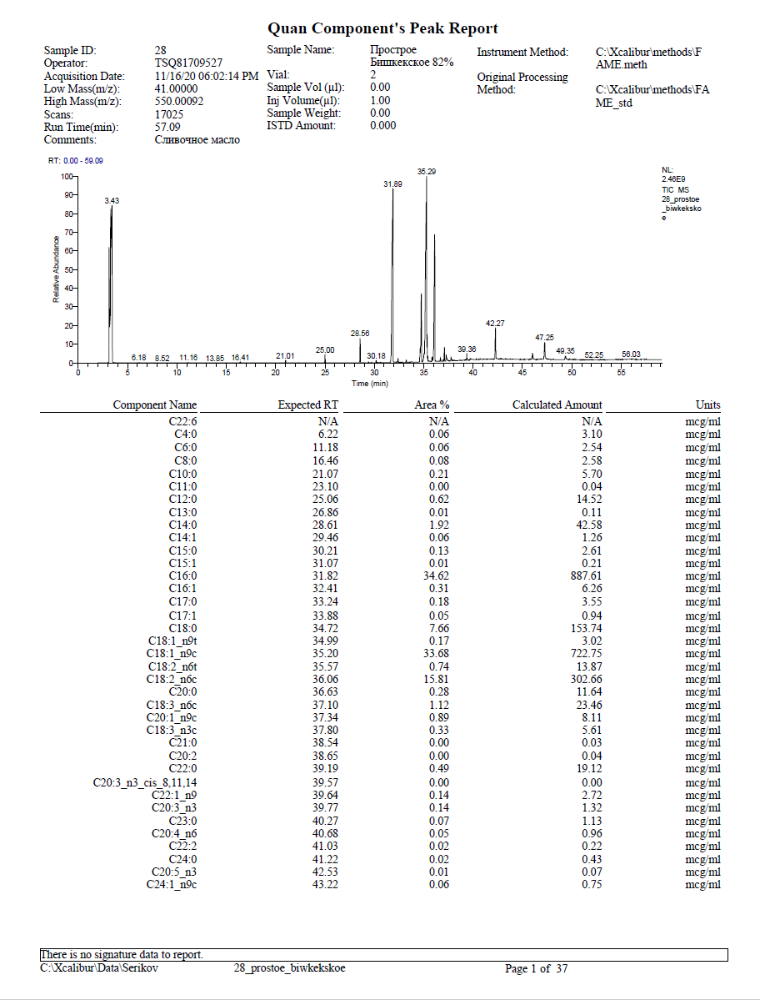 Quan Component's Peak Report
Sample ID: 28
Operator: TSQ81709527
Acquisition Date: 11/16/20 06:02:14 PM
Low Mass(m/z): 41.00000
High Mass(m/z): 550.00092
Scans: 17025
Run Time(min): 57.09
Comments: Сливочное масло
Sample Name: Прострое
Бишкекское 82%
Vial: 2
Sample Vol (µl): 0.00
Inj Volume(µl): 1.00
Sample Weight: 0.00
ISTD Amount: 0.000
Instrument Method: C:\Xcalibur\methods\F
AME.meth
Original Processing
Method: C:\Xcalibur\methods\FA
ME_std
RT: 0.00 - 59.09
NL:
2.46E9
TIC MS
28_prostoe
_biwkeksko
e
Relative Abundance
100
90
80
70
60
50
40
30
20
10
0
3.43
6.18
8.52
11.16
13.85
16.41
21.01
25.00
28.56
30.18
31.89
35.29
39.36
42.27
47.25
49.35
52.25
56.03
0 5 10 15 20 25 30 35 40 45 50 55
Time (min)
Component Name Expected RT Area % Calculated Amount Units
C22:6 N/A N/A N/A mcg/ml
C4:0 6.22 0.06 3.10 mcg/ml
C6:0 11.18 0.06 2.54 mcg/ml
C8:0 16.46 0.08 2.58 mcg/ml
C10:0 21.07 0.21 5.70 mcg/ml
C11:0 23.10 0.00 0.04 mcg/ml
C12:0 25.06 0.62 14.52 mcg/ml
C13:0 26.86 0.01 0.11 mcg/ml
C14:0 28.61 1.92 42.58 mcg/ml
C14:1 29.46 0.06 1.26 mcg/ml
C15:0 30.21 0.13 2.61 mcg/ml
C15:1 31.07 0.01 0.21 mcg/ml
C16:0 31.82 34.62 887.61 mcg/ml
C16:1 32.41 0.31 6.26 mcg/ml
C17:0 33.24 0.18 3.55 mcg/ml
C17:1 33.88 0.05 0.94 mcg/ml
C18:0 34.72 7.66 153.74 mcg/ml
C18:1_n9t 34.99 0.17 3.02 mcg/ml
C18:1_n9c 35.20 33.68 722.75 mcg/ml
C18:2_n6t 35.57 0.74 13.87 mcg/ml
C18:2_n6c 36.06 15.81 302.66 mcg/ml
C20:0 36.63 0.28 11.64 mcg/ml
C18:3_n6c 37.10 1.12 23.46 mcg/ml
C20:1_n9c 37.34 0.89 8.11 mcg/ml
C18:3_n3c 37.80 0.33 5.61 mcg/ml
C21:0 38.54 0.00 0.03 mcg/ml
C20:2 38.65 0.00 0.04 mcg/ml
C22:0 39.19 0.49 19.12 mcg/ml
C20:3_n3_cis_8,11,14 39.57 0.00 0.00 mcg/ml
C22:1_n9 39.64 0.14 2.72 mcg/ml
C20:3_n3 39.77 0.14 1.32 mcg/ml
C23:0 40.27 0.07 1.13 mcg/ml
C20:4_n6 40.68 0.05 0.96 mcg/ml
C22:2 41.03 0.02 0.22 mcg/ml
C24:0 41.22 0.02 0.43 mcg/ml
C20:5_n3 42.53 0.01 0.07 mcg/ml
C24:1_n9c 43.22 0.06 0.75 mcg/ml
There is no signature data to report.
C:\Xcalibur\Data\Serikov 28_prostoe_biwkekskoe Page 1 of 37